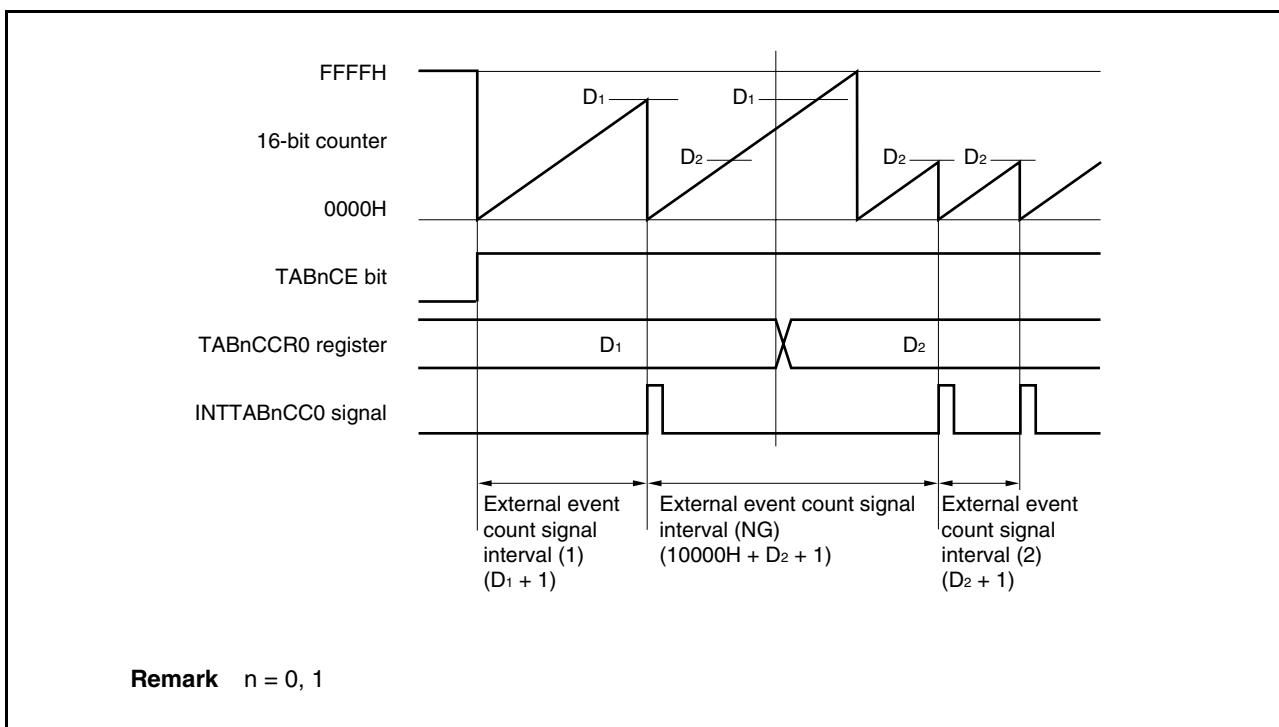 FFFFH
D1
D1
16-bit counter
D2
D2
D2
0000H
TABnCE bit
TABnCCR0 register
D1
D2
INTTABnCC0 signal
External event
count signal
interval (1)
(D1 + 1)
External event count signal
interval (NG)
(10000H + D2 + 1)
External event
count signal
interval (2)
(D2 + 1)
Remark n = 0, 1